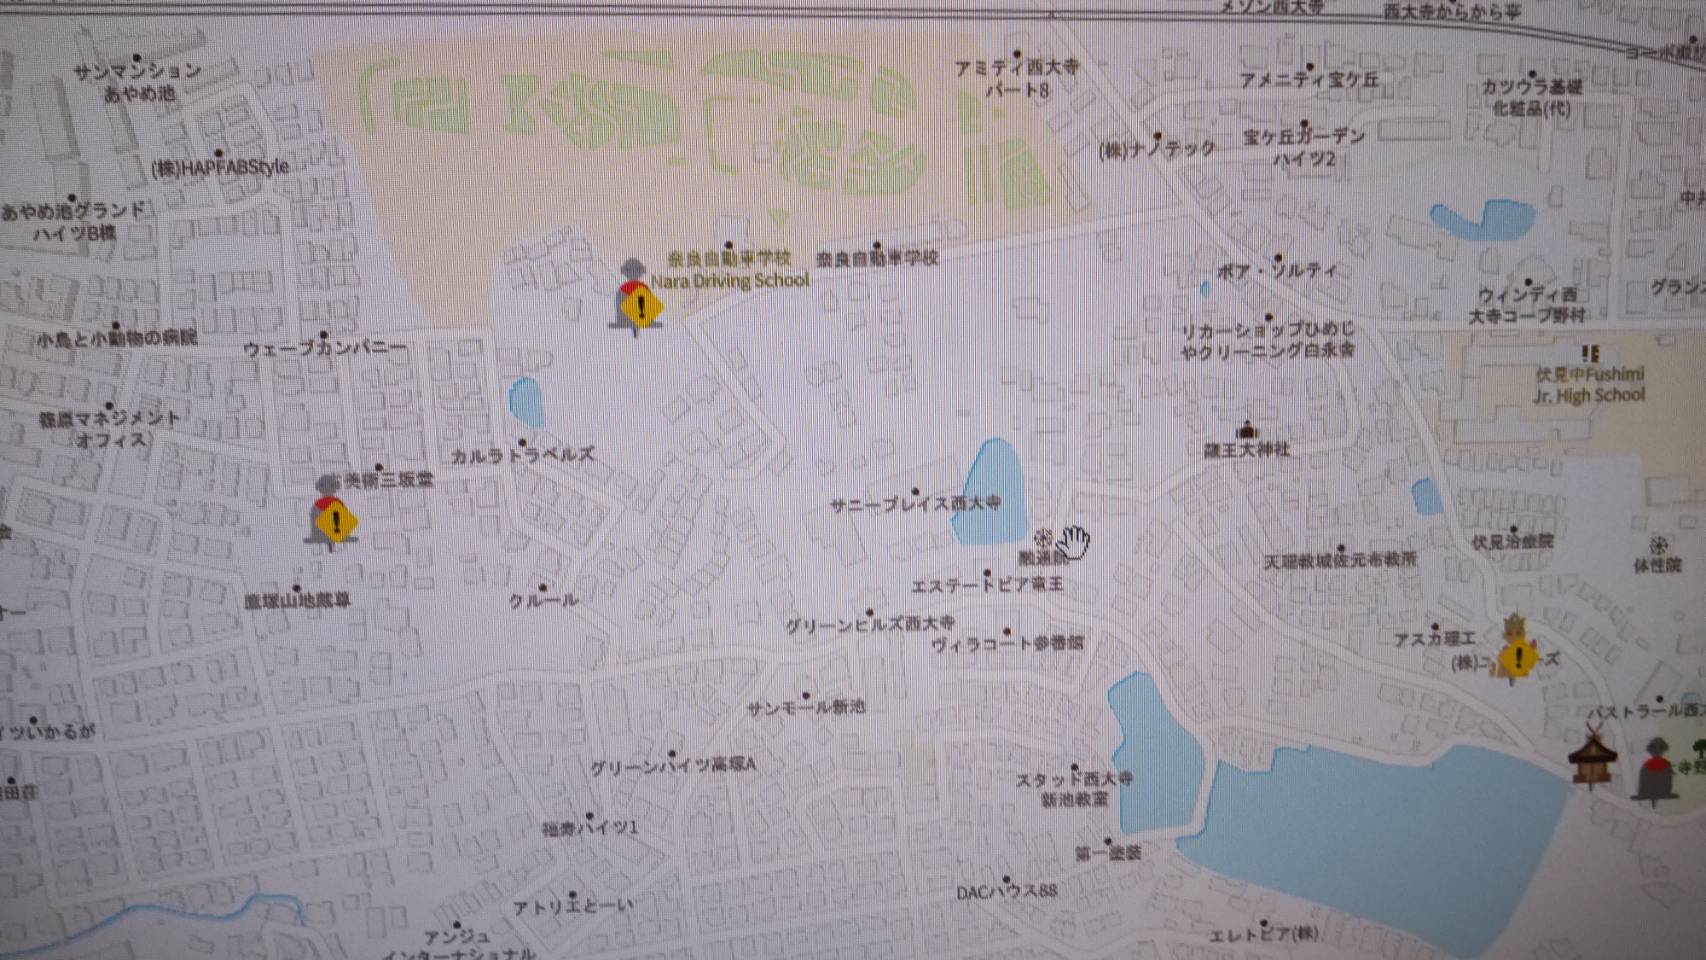 メゾン西大寺
西大寺からから亭
サンマンション
あやめ池
アミティ西大寺
パート8
アメニティ宝ケ丘
カツウラ基礎
化粧品(代)
(株)HAPFABStyle
(株)ナノテック
宝ケ丘ガーデン
ハイツ2
あやめ池グランド
ハイツB棟
奈良自動車学校
Nara Driving School
奈良自動車学校
ボア・ソルティ
ウィンディ西
大寺コープ野村
小鳥と小動物の病院
ウェーブカンパニー
リカーショップひめじ
やクリーニング白永舎
伏見中Fushimi
Jr. High School
篠原マネジメント
オフィス
カルラトラベルズ
蔵王大神社
美術三坂堂
サニープレイス西大寺
融通院
天理教城佐元布教所
伏見治療院
体性院
鷹塚山地蔵尊
クルール
エステートピア竜王
グリーンヒルズ西大寺
ヴィラコート参番館
アスカ理工
(株)ニ
ーズ
サンモール新池
パストラール西大
ツいかるが
グリーンハイツ高塚A
スタッド西大寺
新池教室
田荘
福寿ハイツ1
第一塗装
DACハウス88
アトリエとーい
アンジュ
インターナショナル
エレトピア(株)